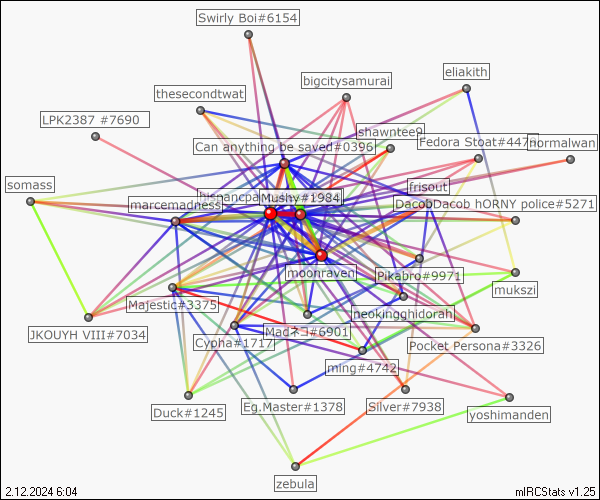 Swirly Boi#6154
eliakith
bigcitysamurai
thesecondtwat
LPK2387 #7690
shawntee9
Fedora Stoat#447
normalwan
Can anything be saved#0396
somass
frisout
Mushy#1984
marcemadness
DacobDacob hORNY police#5271
moonraven
Pikabro#9971
mukszi
Majestic#3375
neokingghidorah
JKOUYH VIII#7034
Cypha#1717
Madネコ#6901
Pocket Persona#3326
ming#4742
Duck#1245
Eg.Master#1378
Silver#7938
yoshimanden
zebula
2.12.2024 6:04
mIRCStats v1.25